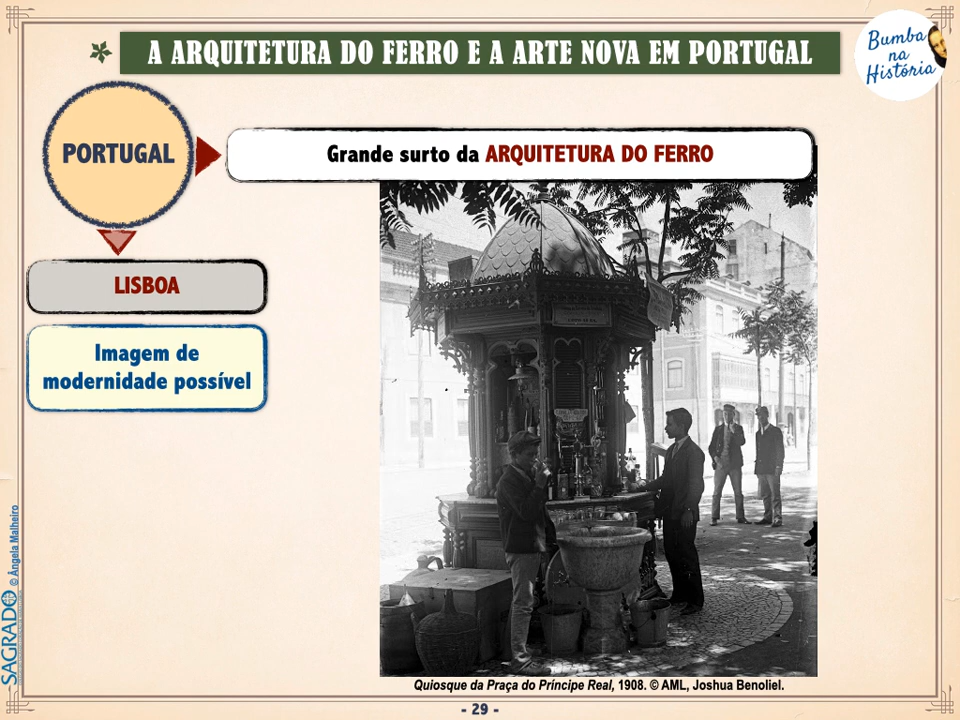 A ARQUITETURA DO FERRO E A ARTE NOVA EM PORTUGAL
Bumba
na
História
PORTUGAL
Grande surto da ARQUITETURA DO FERRO
LISBOA
Imagem de
modernidade possível
SAGRADO
© Ângela Malheiro
Quiosque da Praça do Príncipe Real, 1908. © AML, Joshua Benoliel.
- 29 -